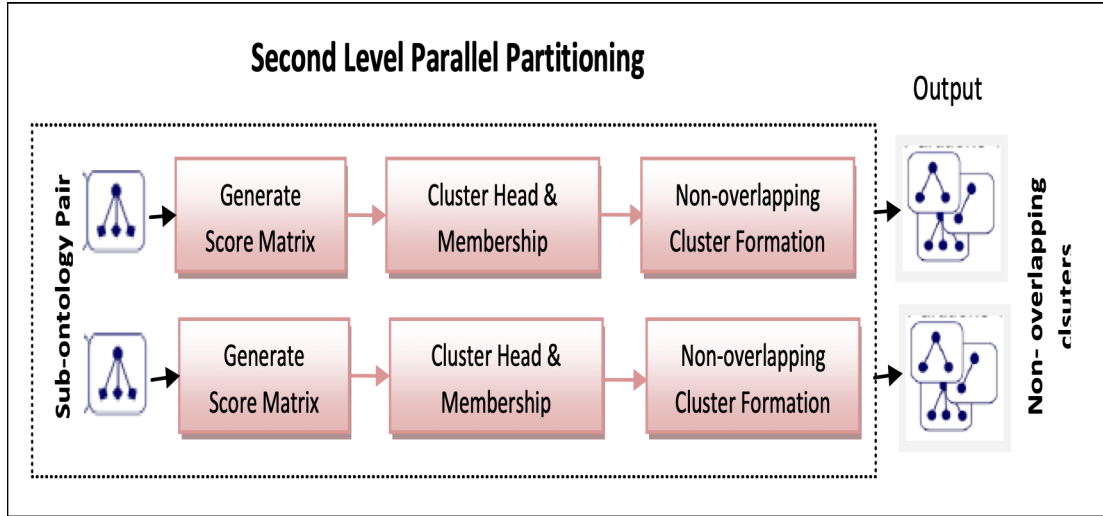 Second Level Parallel Partitioning
Output
Sub-ontology Pair
Generate
Score Matrix
Cluster Head &
Membership
Non-overlapping
Cluster Formation
Generate
Score Matrix
Cluster Head &
Membership
Non-overlapping
Cluster Formation
Non- overlapping
clsuters